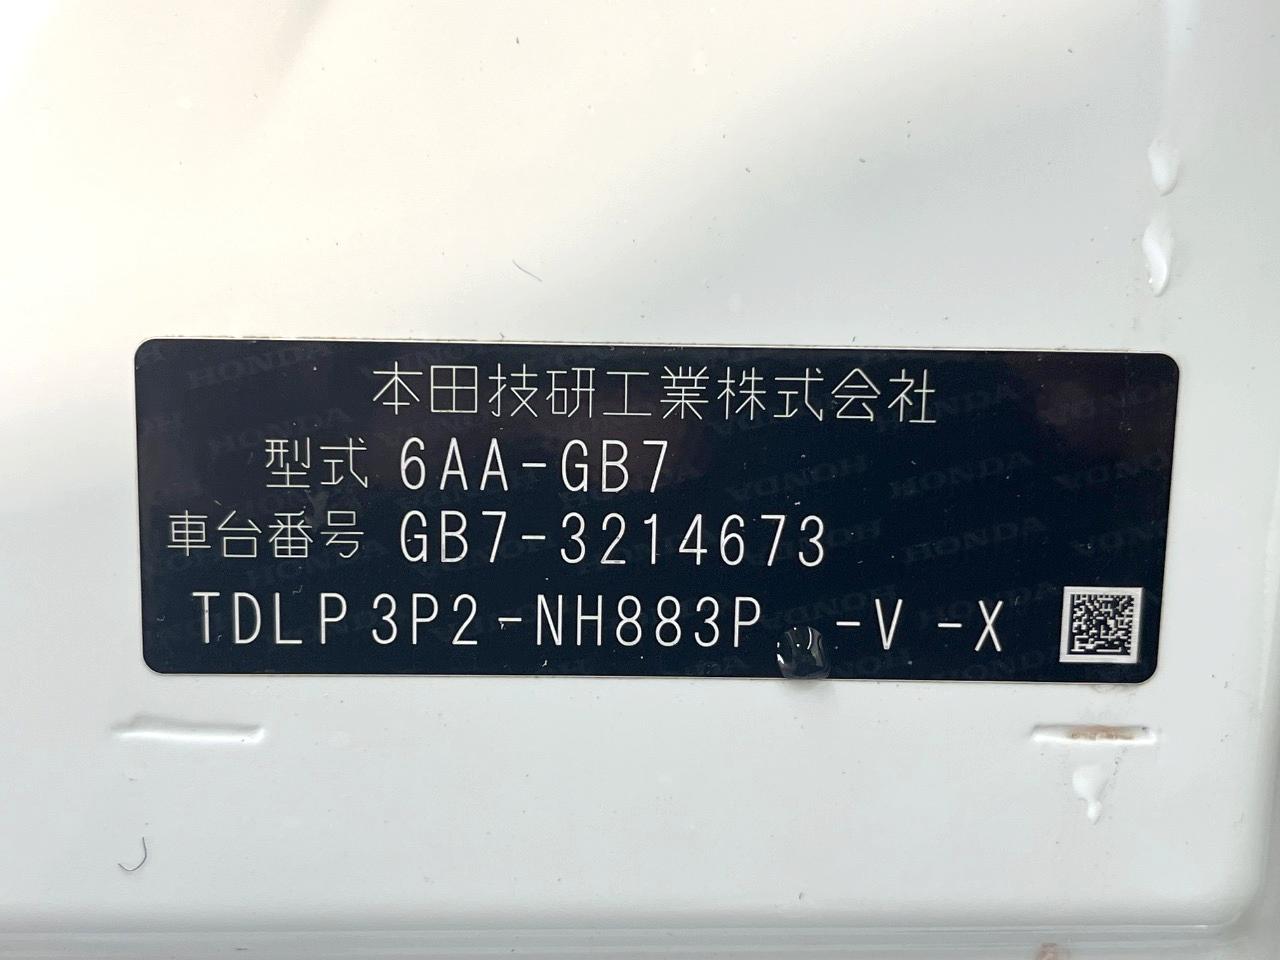 本田技研工業株式会社
型式 6AA-GB7
車台番号 GB7-3214673
TDLP3P2-NH883P -V -X